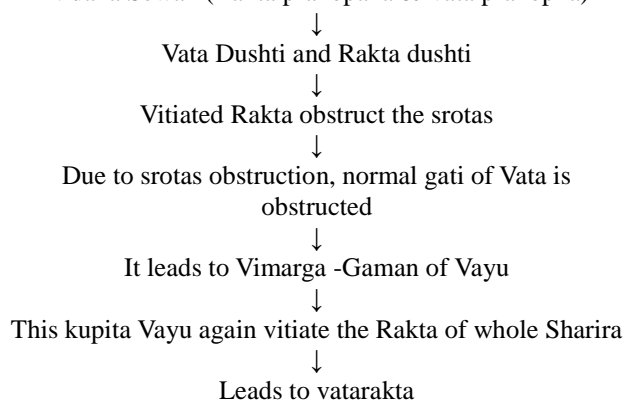 ↓
Vata Dushti and Rakta dushti
↓
Vitiated Rakta obstruct the srotas
↓
Due to srotas obstruction, normal gati of Vata is
obstructed
↓
It leads to Vimarga -Gaman of Vayu
↓
This kupita Vayu again vitiate the Rakta of whole Sharira
↓
Leads to vatarakta